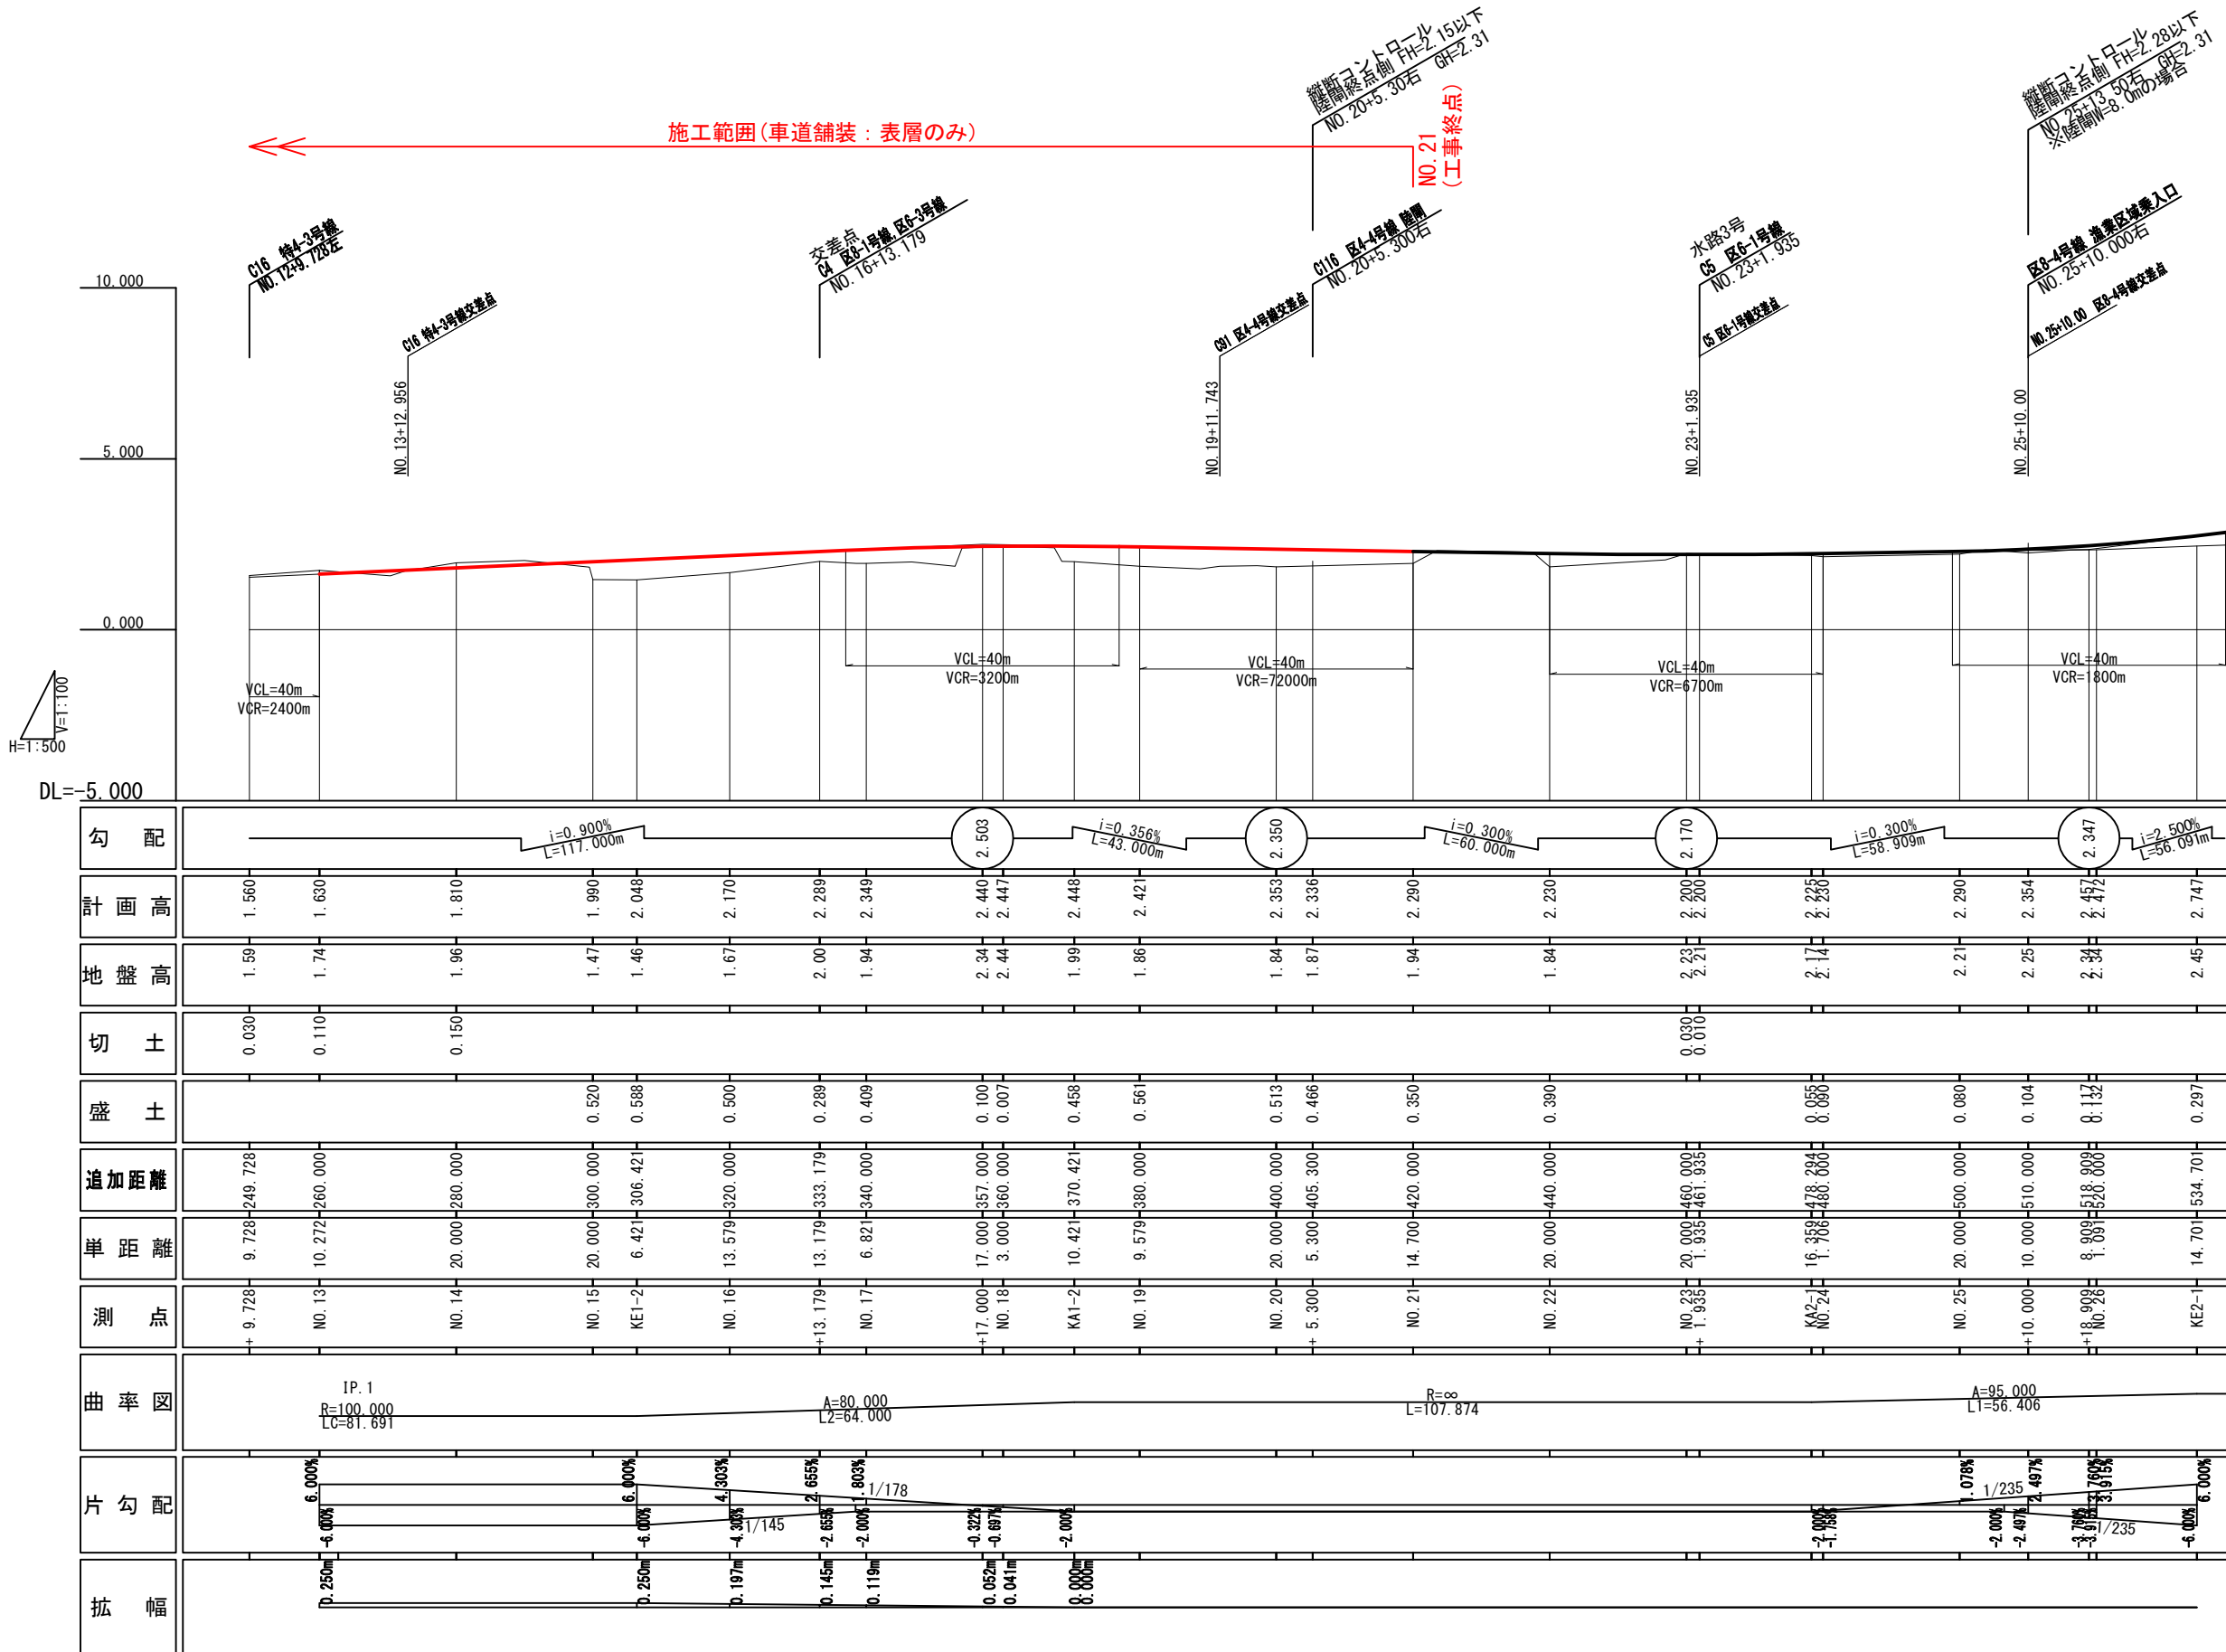 縦断コントロール
陸閘終点側 FH=2.15以下
NO.20+5.30右 GH=2.31
縦断コントロール
陸閘終点側 FH=2.28以下
NO.25+13.50右 GH=2.31
※陸閘W=8.0mの場合
施工範囲(車道舗装:表層のみ)
NO.21
(工事終点)
C16 特4-3号線
NO.12+9.728左
交差点
C4 区8-1号線,区6-3号線
NO.16+13.179
C116 区4-4号線 陸閘
NO.20+5.300右
水路3号
C5 区6-1号線
NO.23+1.935
区8-4号線 漁業区域乗入口
NO.25+10.000右
C16 特4-3号線交差点
NO.13+12.956
C91 区4-4号線交差点
NO.19+11.743
C5 区6-1号線交差点
NO.23+1.935
NO.25+10.00 区8-4号線交差点
NO.25+10.00
10.000
5.000
0.000
DL=-5.000
V=1:100
H=1:500
VCL=40m
VCR=2400m
VCL=40m
VCR=3200m
VCL=40m
VCR=72000m
VCL=40m
VCR=6700m
VCL=40m
VCR=1800m
勾配
i=0.900%
L=117.000m
2.503
i=0.356%
L=43.000m
2.350
i=0.300%
L=60.000m
2.170
i=0.300%
L=58.909m
2.347
i=2.500%
L=56.091m
計画高 1.560 1.630 1.810 1.990 2.048 2.170 2.289 2.349 2.440 2.447 2.448 2.421 2.353 2.336 2.290 2.230 2.200 2.200 2.225 2.230 2.290 2.354 2.457 2.472 2.747
地盤高 1.59 1.74 1.96 1.47 1.46 1.67 2.00 1.94 2.34 2.44 1.99 1.86 1.84 1.87 1.94 1.84 2.23 2.21 2.17 2.14 2.21 2.25 2.34 2.34 2.45
切土 0.030 0.110 0.150 0.030 0.010
盛土 0.520 0.588 0.500 0.289 0.409 0.100 0.007 0.458 0.561 0.513 0.466 0.350 0.390 0.055 0.090 0.080 0.104 0.117 0.132 0.297
追加距離 249.728 260.000 280.000 300.000 306.421 320.000 333.179 340.000 357.000 360.000 370.421 380.000 400.000 405.300 420.000 440.000 460.000 461.935 478.294 480.000 500.000 510.000 518.909 520.000 534.701
単距離 9.728 10.272 20.000 20.000 6.421 13.579 13.179 6.821 17.000 3.000 10.421 9.579 20.000 5.300 14.700 20.000 20.000 1.935 16.359 1.706 20.000 10.000 8.909 1.091 14.701
測点 + 9.728 NO.13 NO.14 NO.15 KE1-2 NO.16 +13.179 NO.17 +17.000 NO.18 KA1-2 NO.19 NO.20 + 5.300 NO.21 NO.22 NO.23 + 1.935 KA2-1 NO.24 NO.25 +10.000 +18.909 NO.26 KE2-1
曲率図
IP.1
R=100.000
LC=81.691
A=80.000
L2=64.000
R=∞
L=107.874
A=95.000
L1=56.406
片勾配
6.000% 6.000% 4.303% 2.655% 1.803% 1/178 1.078% 1/235 2.497% 3.760% 3.915% 6.000%
-6.000% -6.000% -4.303% 1/145 -2.655% -2.000% -0.322% -0.697% -2.000% -2.000% -1.758% -2.000% -2.497% -3.760% -3.915% 1/235 -6.000%
拡幅 0.250m 0.250m 0.197m 0.145m 0.119m 0.052m 0.041m 0.000m 0.000m